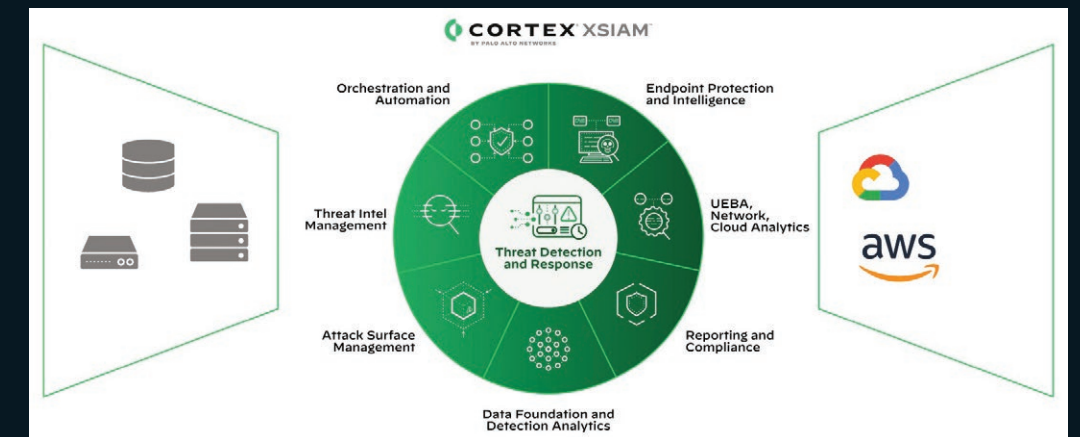 CORTEX XSIAM™
BY PALO ALTO NETWORKS
Orchestration and
Automation
Endpoint Protection
and Intelligence
Threat Intel
Management
UEBA,
Network,
Cloud Analytics
Threat Detection
and Response
aws
Attack Surface
Management
Reporting and
Compliance
Data Foundation and
Detection Analytics